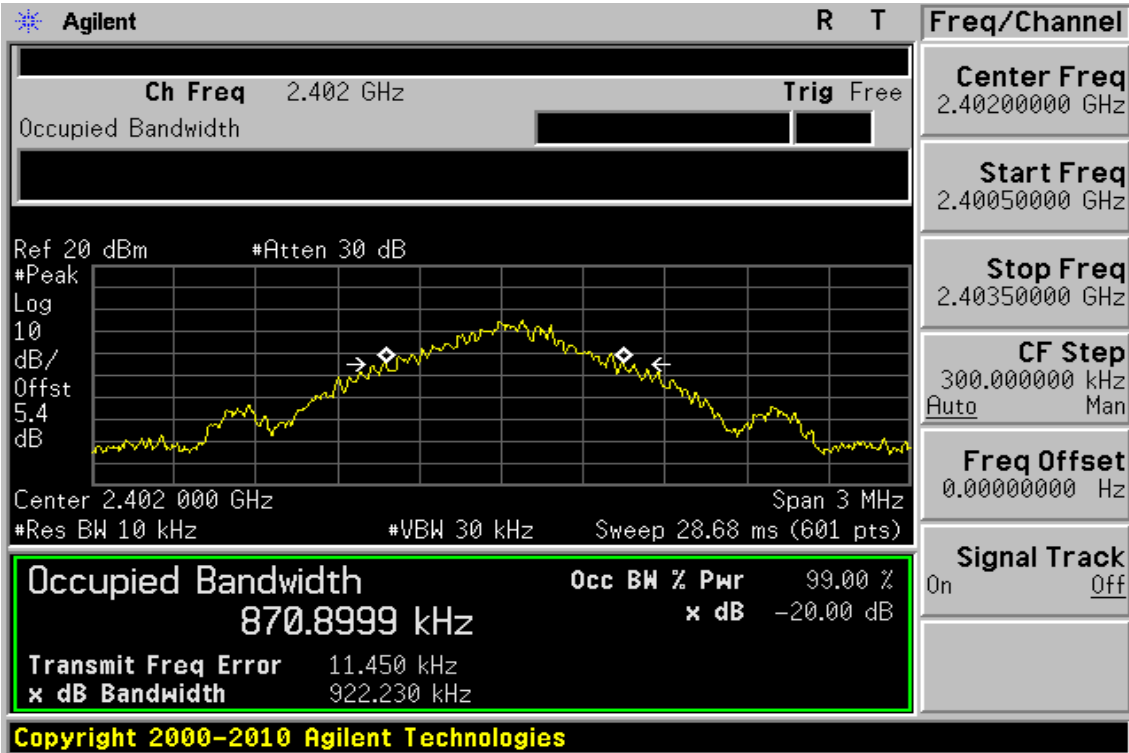 Agilent R T
Ch Freq 2.402 GHz Trig Free
Occupied Bandwidth
Ref 20 dBm #Atten 30 dB
#Peak
Log
10
dB/
Offst
5.4
dB
Center 2.402 000 GHz Span 3 MHz
#Res BW 10 kHz #VBW 30 kHz Sweep 28.68 ms (601 pts)
Occupied Bandwidth Occ BW % Pwr 99.00 %
870.8999 kHz x dB -20.00 dB
Transmit Freq Error 11.450 kHz
x dB Bandwidth 922.230 kHz
Copyright 2000-2010 Agilent Technologies
Freq/Channel
Center Freq
2.40200000 GHz
Start Freq
2.40050000 GHz
Stop Freq
2.40350000 GHz
CF Step
300.000000 kHz
Auto Man
Freq Offset
0.00000000 Hz
Signal Track
On Off